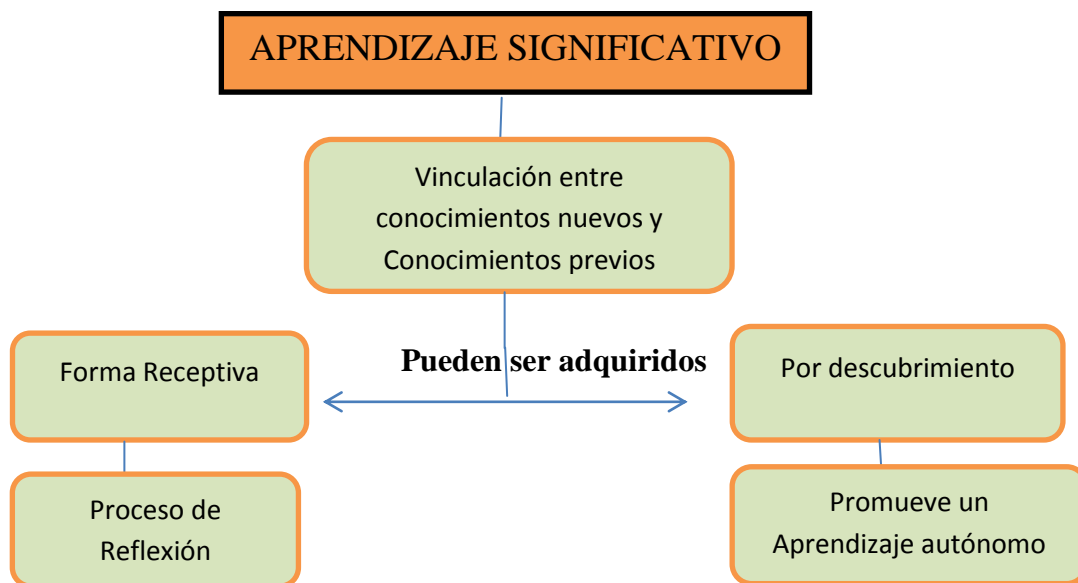 APRENDIZAJE SIGNIFICATIVO
Vinculación entre
conocimientos nuevos y
Conocimientos previos
Pueden ser adquiridos
Forma Receptiva
Por descubrimiento
Proceso de
Reflexión
Promueve un
Aprendizaje autónomo